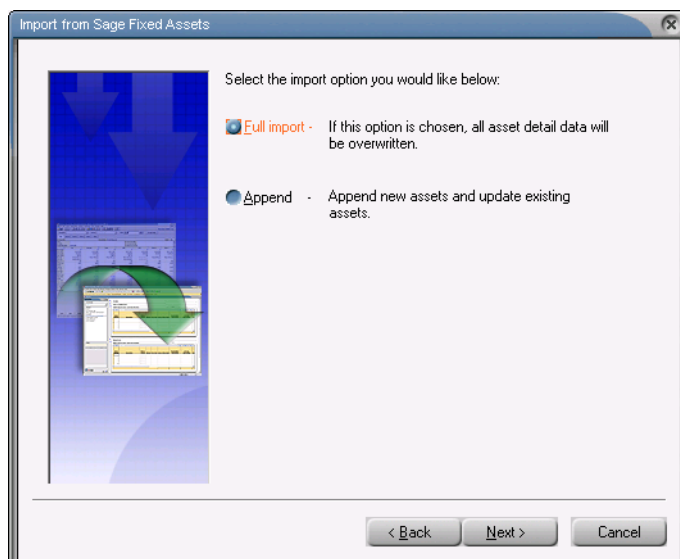 Import from Sage Fixed Assets
Select the import option you would like below:
Full import - If this option is chosen, all asset detail data will
be overwritten.
Append - Append new assets and update existing
assets.
< Back Next > Cancel